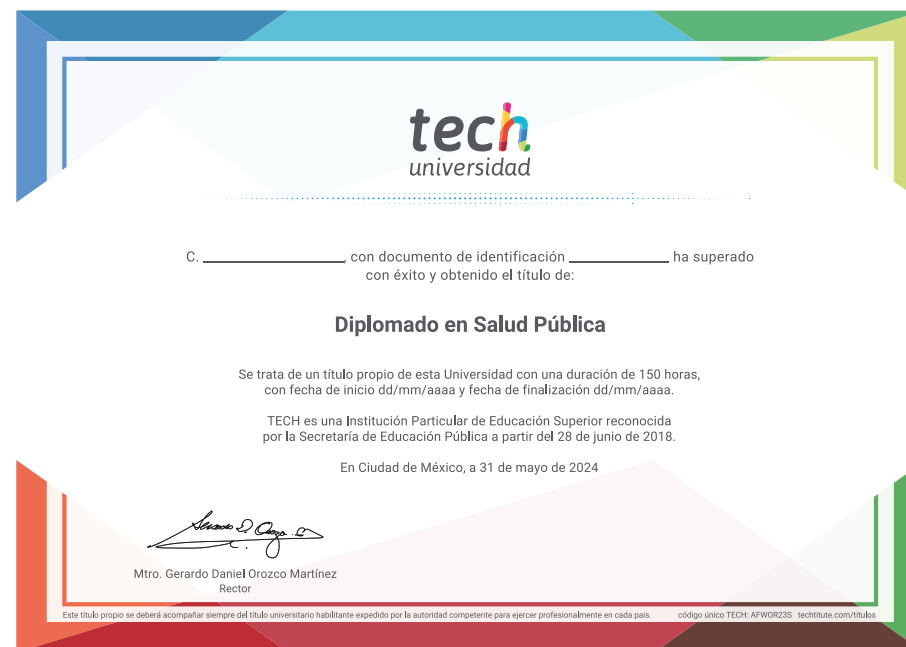 tech
universidad
C. ____________, con documento de identificación ____________ ha superado
con éxito y obtenido el título de:
Diplomado en Salud Pública
Se trata de un título propio de esta Universidad con una duración de 150 horas,
con fecha de inicio dd/mm/aaaa y fecha de finalización dd/mm/aaaa.
TECH es una Institución Particular de Educación Superior reconocida
por la Secretaría de Educación Pública a partir del 28 de junio de 2018.
En Ciudad de México, a 31 de mayo de 2024
Mtro. Gerardo Daniel Orozco Martínez
Rector
Este título propio se deberá acompañar siempre del título universitario habilitante expedido por la autoridad competente para ejercer profesionalmente en cada país. código único TECH: AFWOR23S techtitute.com/titulos